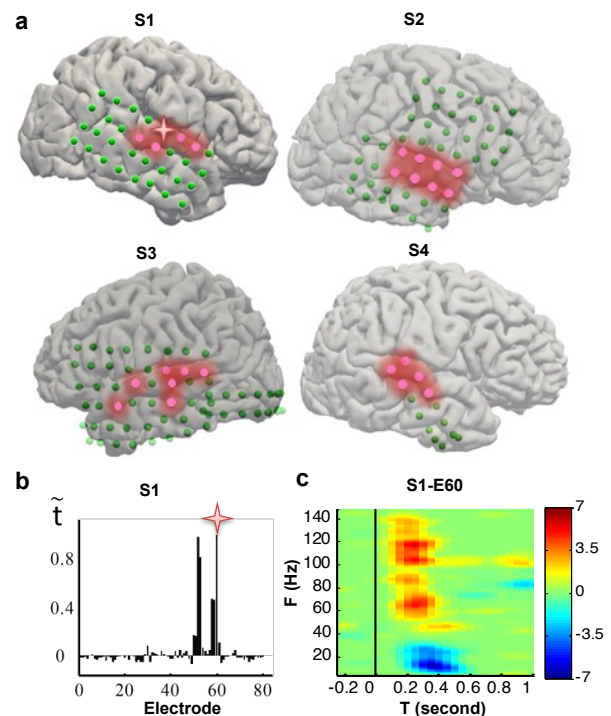 a
S1
S2
S3
S4
b
S1
t̃
0.8
0.4
0
0 20 40 60 80
Electrode
c
S1-E60
F (Hz)
140
120
100
80
60
40
20
-0.2 0 0.2 0.4 0.6 0.8 1
T (second)
7
3.5
0
-3.5
-7